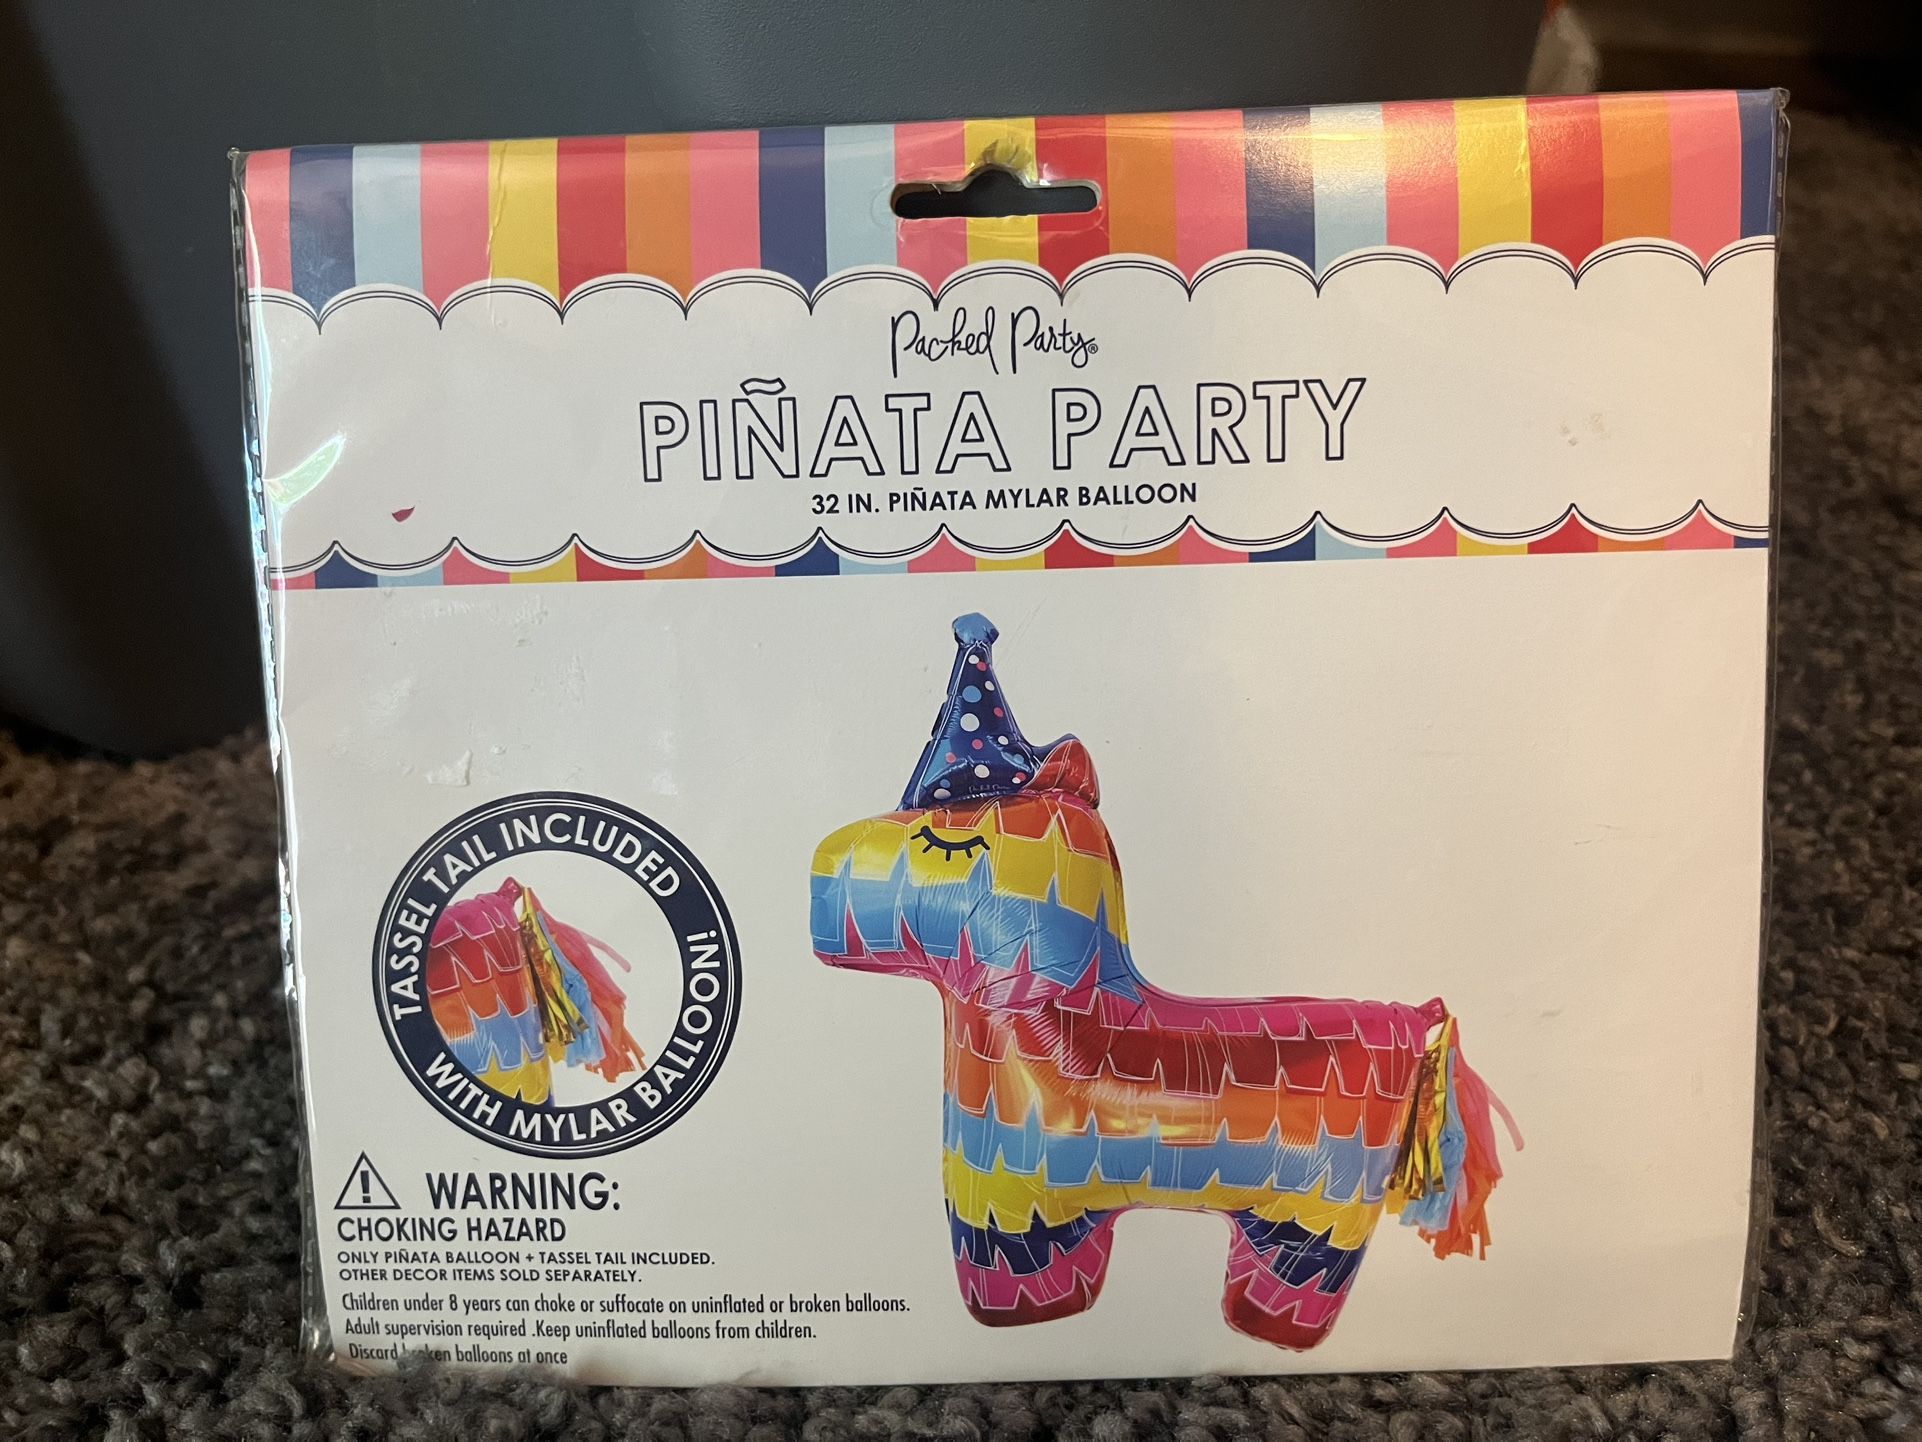 Packed Party®
PIÑATA PARTY
32 IN. PIÑATA MYLAR BALLOON
TASSEL TAIL INCLUDED
WITH MYLAR BALLOON!
WARNING:
CHOKING HAZARD
ONLY PIÑATA BALLOON + TASSEL TAIL INCLUDED.
OTHER DECOR ITEMS SOLD SEPARATELY.
Children under 8 years can choke or suffocate on uninflated or broken balloons.
Adult supervision required .Keep uninflated balloons from children.
Discard broken balloons at once